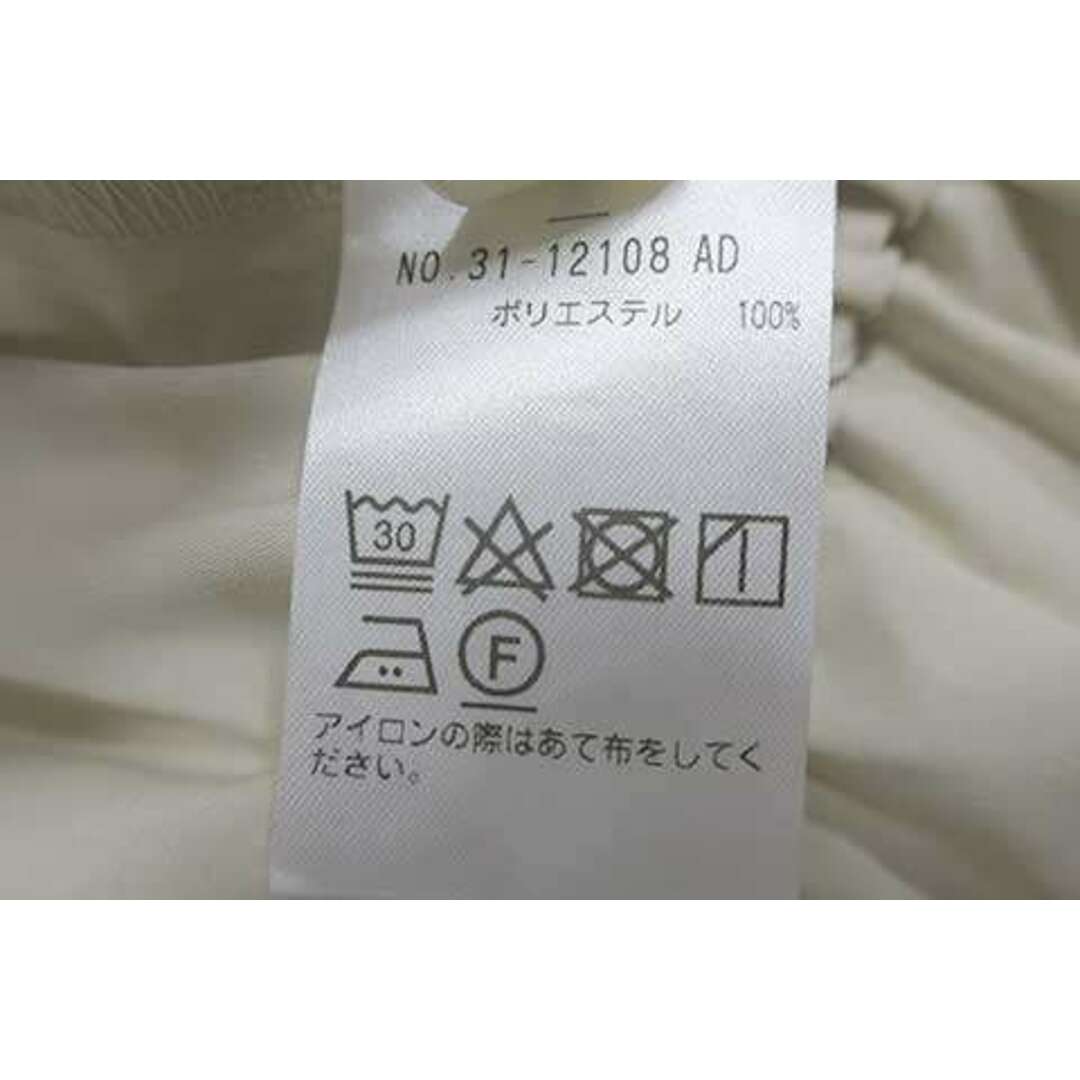 NO.31-12108 AD
ポリエステル 100%
30
F
アイロンの際はあて布をしてく
ださい。